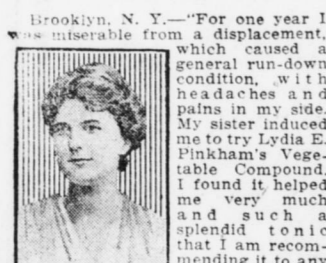 Brooklyn, N. Y.—"For one year I
was miserable from a displacement,
which caused a
general run-down
condition, with
headaches and
pains in my side.
My sister induced
me to try Lydia E.
Pinkham's Vege-
table Compound.
I found it helped
me very much
and such a
splendid tonic
that I am recom-
mending it to any